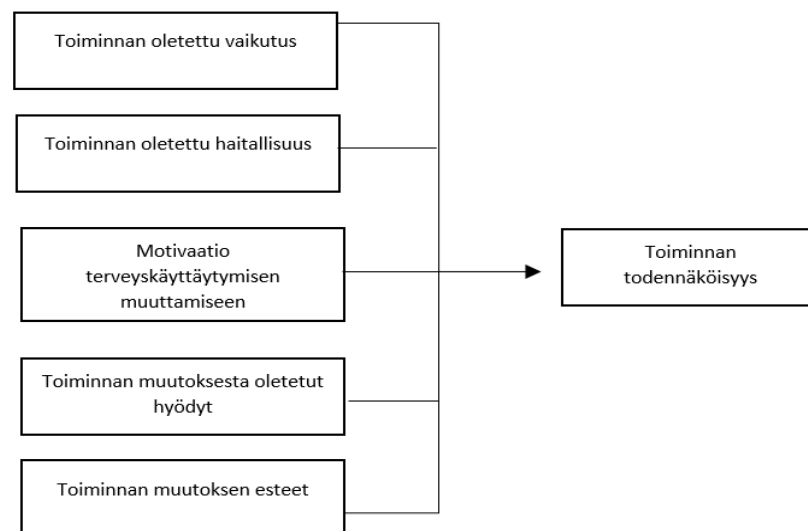 Toiminnan oletettu vaikutus
Toiminnan oletettu haitallisuus
Motivaatio
terveyskäyttäytymisen
muuttamiseen
Toiminnan muutoksesta oletetut
hyödyt
Toiminnan muutoksen esteet
Toiminnan
todennäköisyys